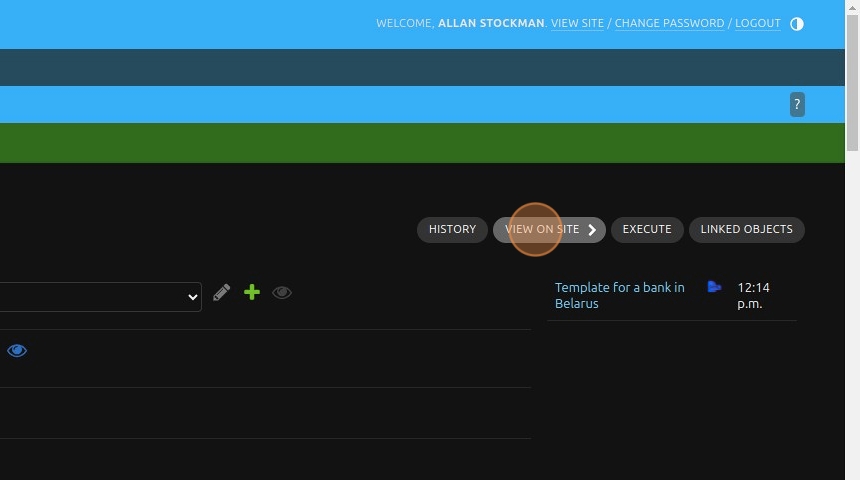 WELCOME, ALLAN STOCKMAN. VIEW SITE / CHANGE PASSWORD / LOGOUT
?
HISTORY VIEW ON SITE EXECUTE LINKED OBJECTS
Template for a bank in
Belarus
12:14
p.m.